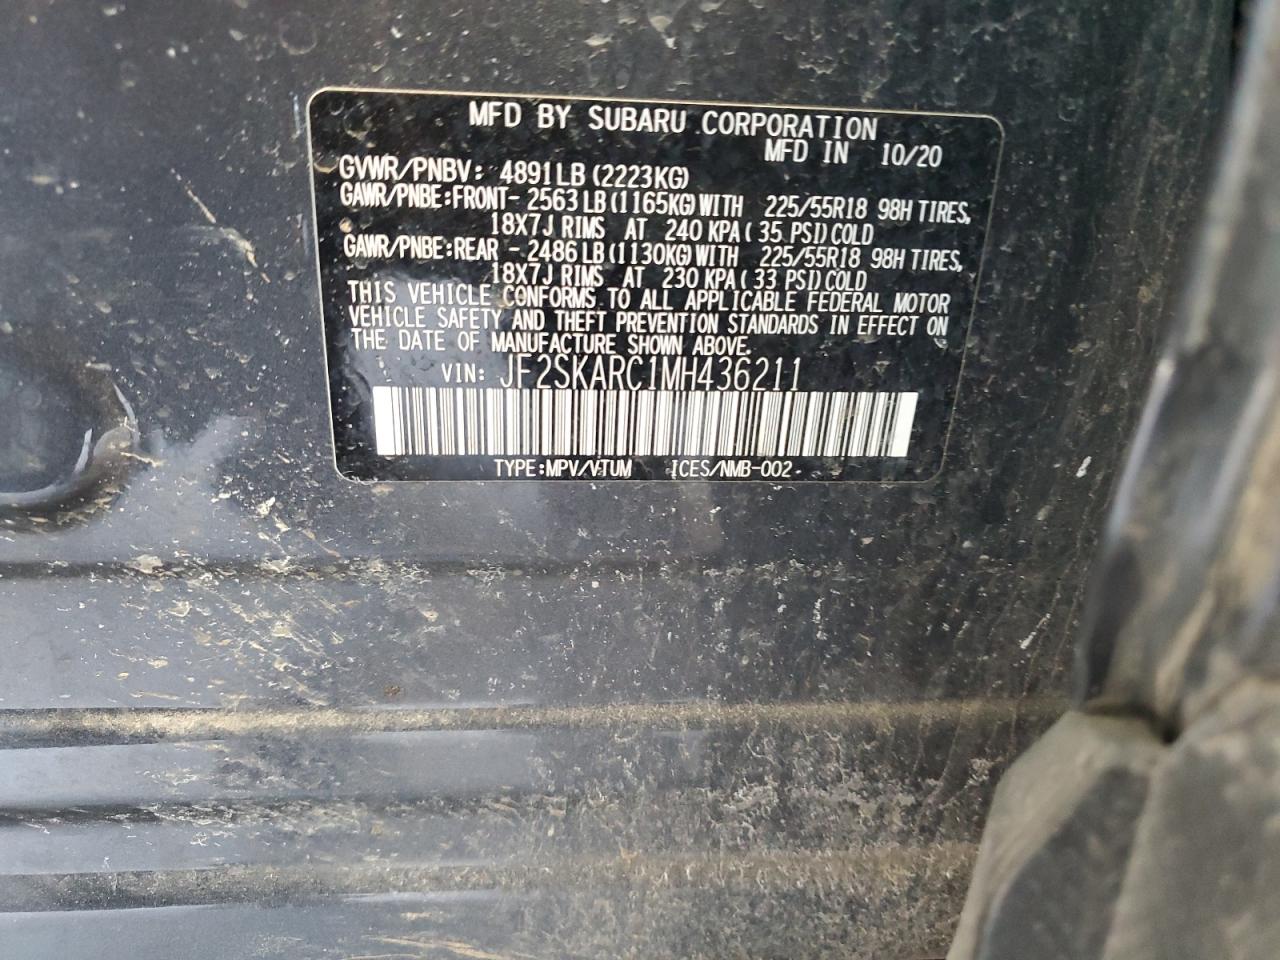 MFD BY SUBARU CORPORATION
MFD IN 10/20
GVWR/PNBV: 4891LB (2223KG)
GAWR/PNBE:FRONT- 2563 LB (1165KG) WITH 225/55R18 98H TIRES,
18X7J RIMS AT 240 KPA ( 35 PSI) COLD
GAWR/PNBE:REAR - 2486 LB (1130KG) WITH 225/55R18 98H TIRES,
18X7J RIMS AT 230 KPA ( 33 PSI) COLD
THIS VEHICLE CONFORMS TO ALL APPLICABLE FEDERAL MOTOR
VEHICLE SAFETY AND THEFT PREVENTION STANDARDS IN EFFECT ON
THE DATE OF MANUFACTURE SHOWN ABOVE.
VIN: JF2SKARC1MH436211
TYPE:MPV/VTUM ICES/NMB-002